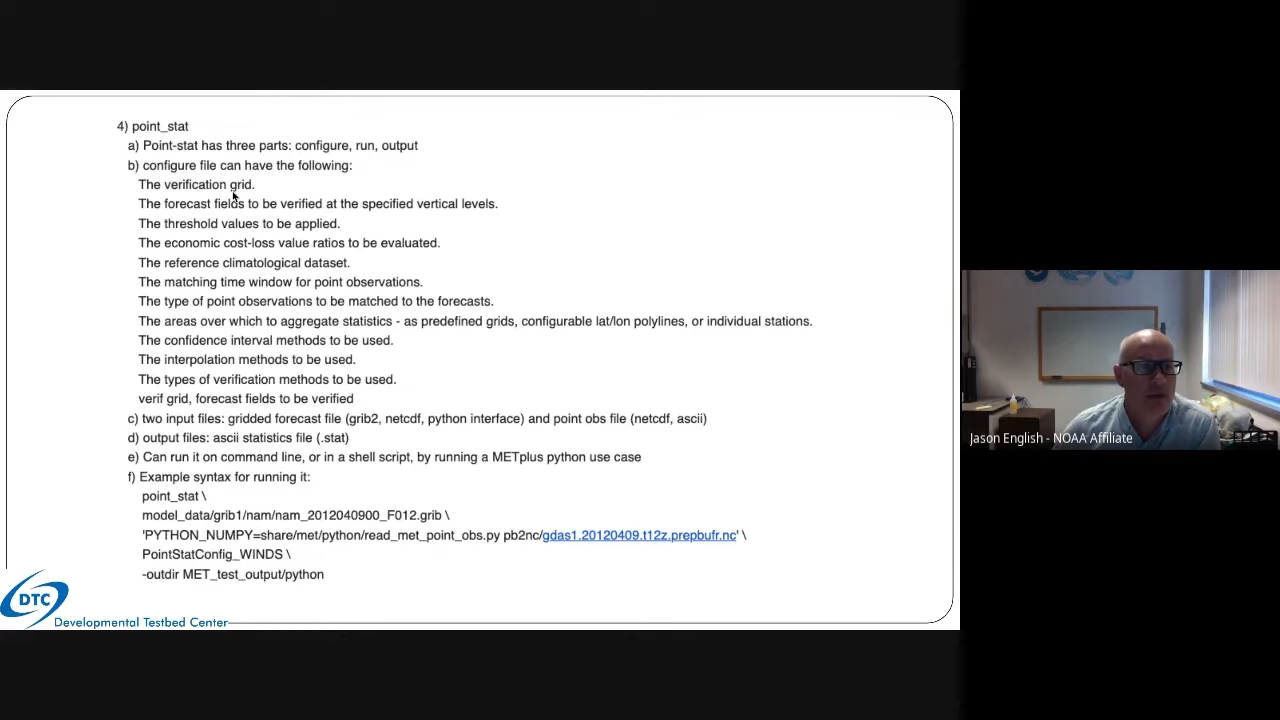 4) point_stat
a) Point-stat has three parts: configure, run, output
b) configure file can have the following:
The verification grid.
The forecast fields to be verified at the specified vertical levels.
The threshold values to be applied.
The economic cost-loss value ratios to be evaluated.
The reference climatological dataset.
The matching time window for point observations.
The type of point observations to be matched to the forecasts.
The areas over which to aggregate statistics - as predefined grids, configurable lat/lon polylines, or individual stations.
The confidence interval methods to be used.
The interpolation methods to be used.
The types of verification methods to be used.
verif grid, forecast fields to be verified
c) two input files: gridded forecast file (grib2, netcdf, python interface) and point obs file (netcdf, ascii)
d) output files: ascii statistics file (.stat)
e) Can run it on command line, or in a shell script, by running a METplus python use case
f) Example syntax for running it:
point_stat \
model_data/grib1/nam/nam_2012040900_F012.grib \
'PYTHON_NUMPY=share/met/python/read_met_point_obs.py pb2nc/gdas1.20120409.t12z.prepbufr.nc' \
PointStatConfig_WINDS \
-outdir MET_test_output/python
DTC
Developmental Testbed Center
Jason English - NOAA Affiliate